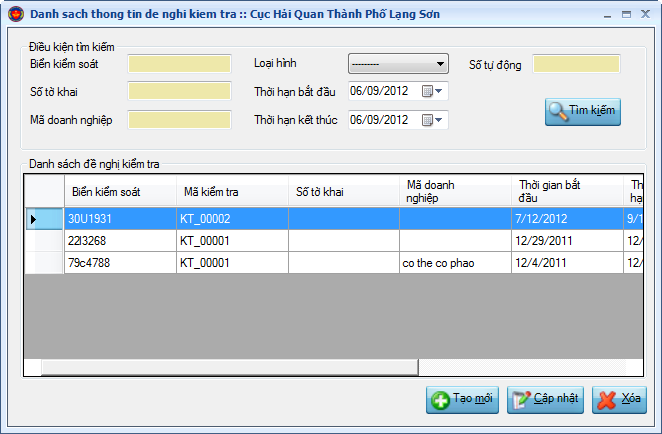 Danh sach thong tin de nghi kiem tra :: Cục Hải Quan Thành Phố Lạng Sơn
Điều kiện tìm kiếm
Biển kiểm soát Loại hình --------- Số tự động
Số tờ khai Thời hạn bắt đầu 06/09/2012
Mã doanh nghiệp Thời hạn kết thúc 06/09/2012 Tìm kiếm
Danh sách đề nghị kiểm tra
Biển kiểm soát Mã kiểm tra Số tờ khai Mã doanh nghiệp Thời gian bắt đầu Th hạ
30U1931 KT_00002 7/12/2012 9/1
22l3268 KT_00001 12/29/2011 12/
79c4788 KT_00001 co the co phao 12/4/2011 12/
Tạo mới Cập nhật Xóa